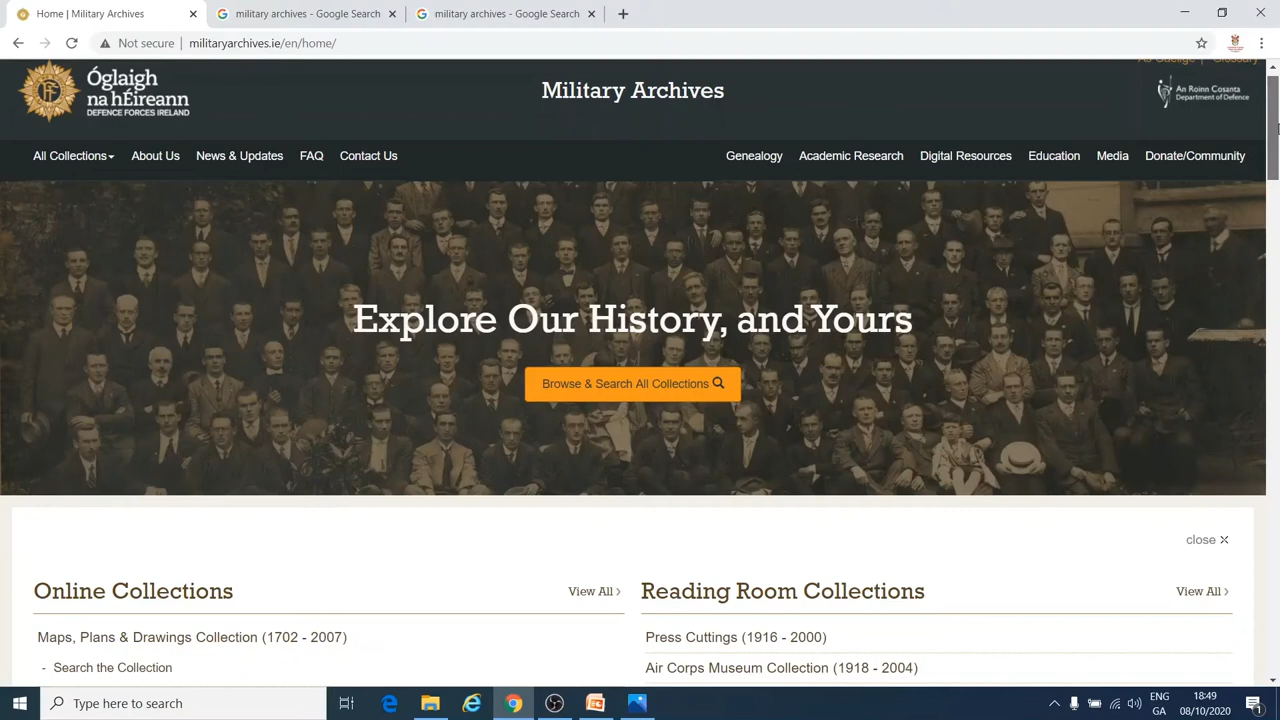 Home | Military Archives
military archives - Google Search
military archives - Google Search
Not secure
militaryarchives.ie/en/home/
As Gaeilge | Glossary
Óglaigh
na hÉireann
DEFENCE FORCES IRELAND
Military Archives
An Roinn Cosanta
Department of Defence
All Collections
About Us
News & Updates
FAQ
Contact Us
Genealogy
Academic Research
Digital Resources
Education
Media
Donate/Community
Explore Our History, and Yours
Browse & Search All Collections
close ×
Online Collections
View All
Reading Room Collections
View All
Maps, Plans & Drawings Collection (1702 - 2007)
- Search the Collection
Press Cuttings (1916 - 2000)
Air Corps Museum Collection (1918 - 2004)
Type here to search
ENG
GA
18:49
08/10/2020
1